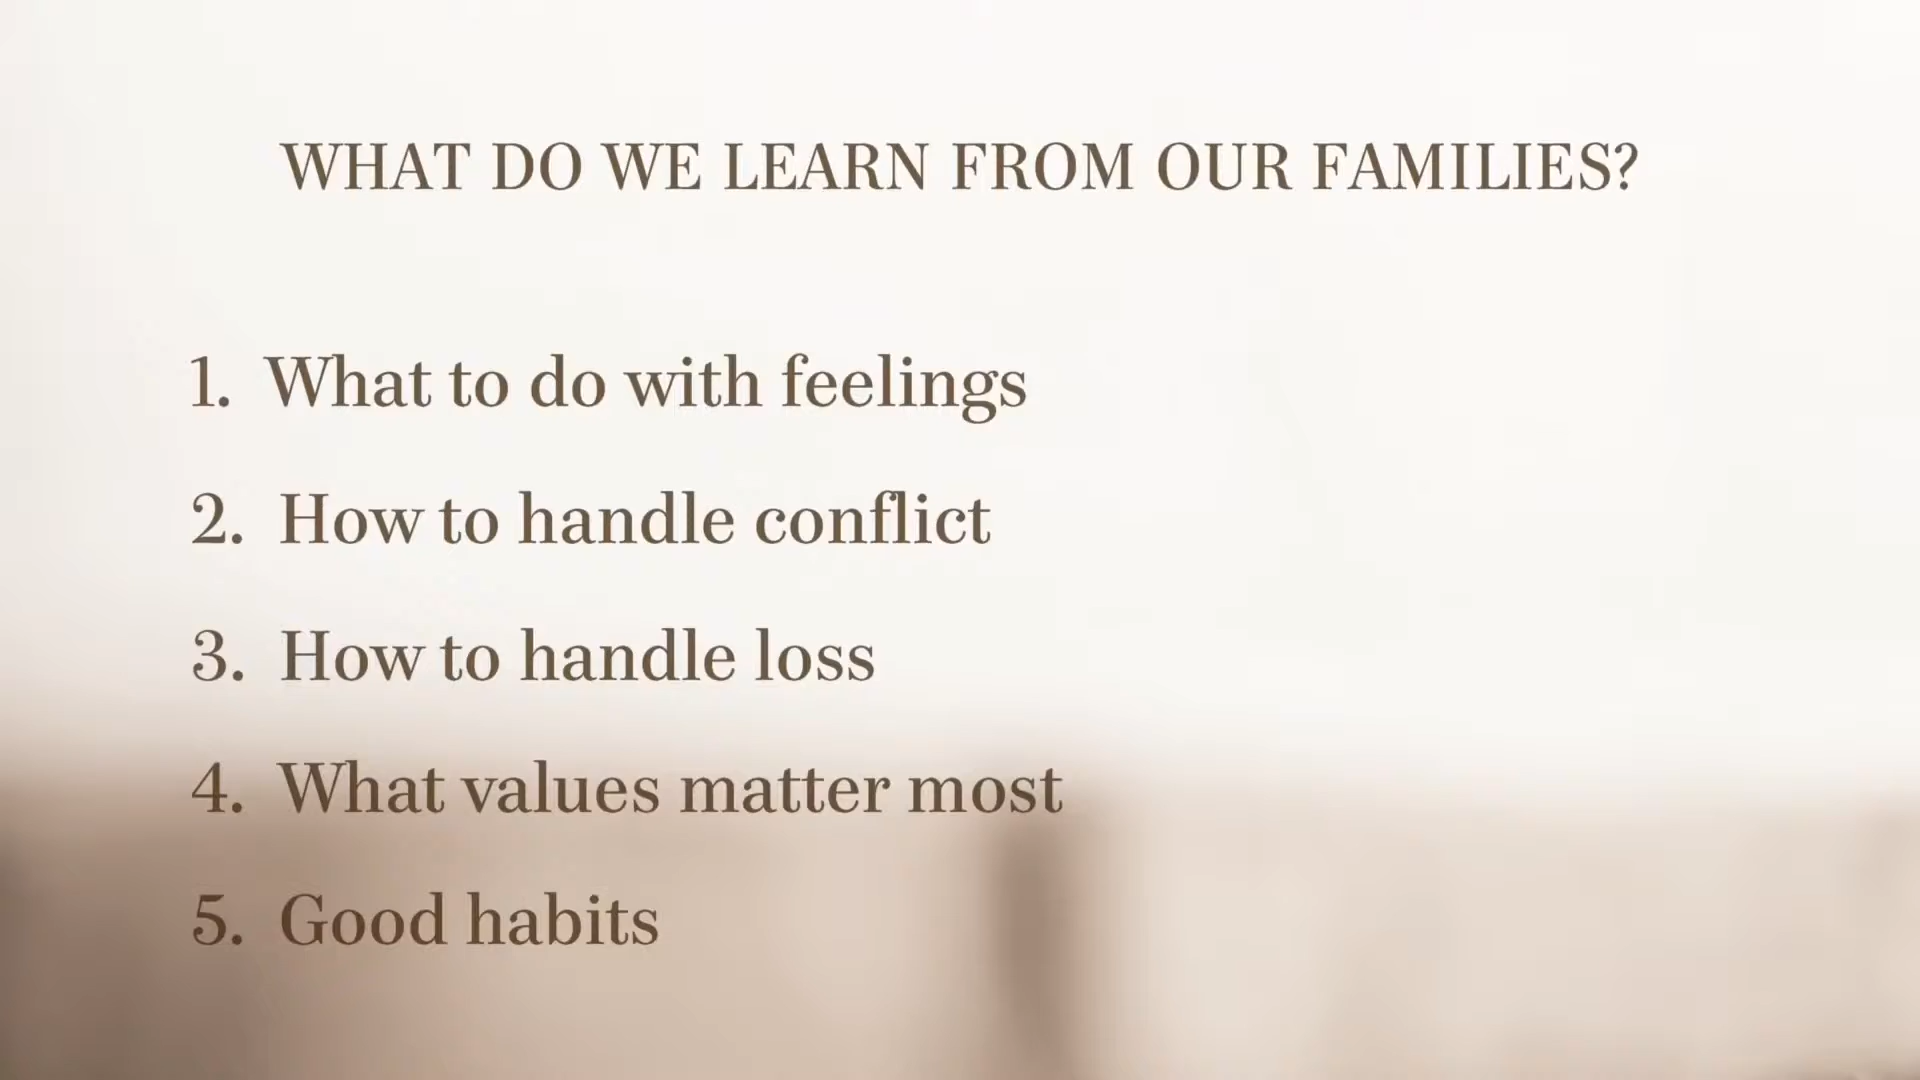 WHAT DO WE LEARN FROM OUR FAMILIES?
1. What to do with feelings
2. How to handle conflict
3. How to handle loss
4. What values matter most
5. Good habits